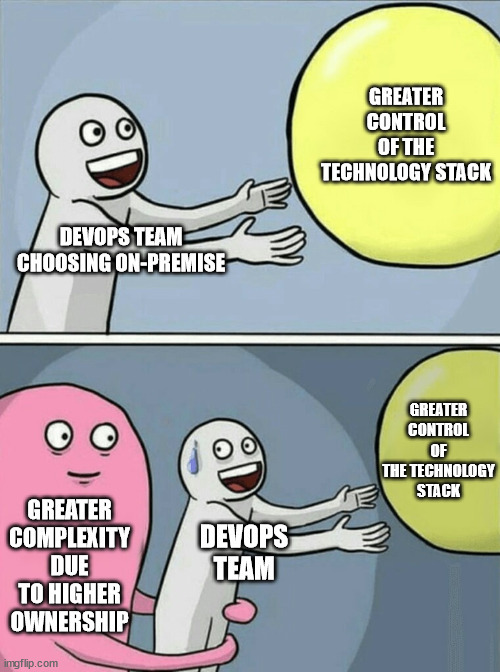 GREATER
CONTROL
OF THE
TECHNOLOGY STACK
DEVOPS TEAM
CHOOSING ON-PREMISE
GREATER
CONTROL
OF
THE TECHNOLOGY
STACK
GREATER
COMPLEXITY
DUE
TO HIGHER
OWNERSHIP
DEVOPS
TEAM
imgflip.com